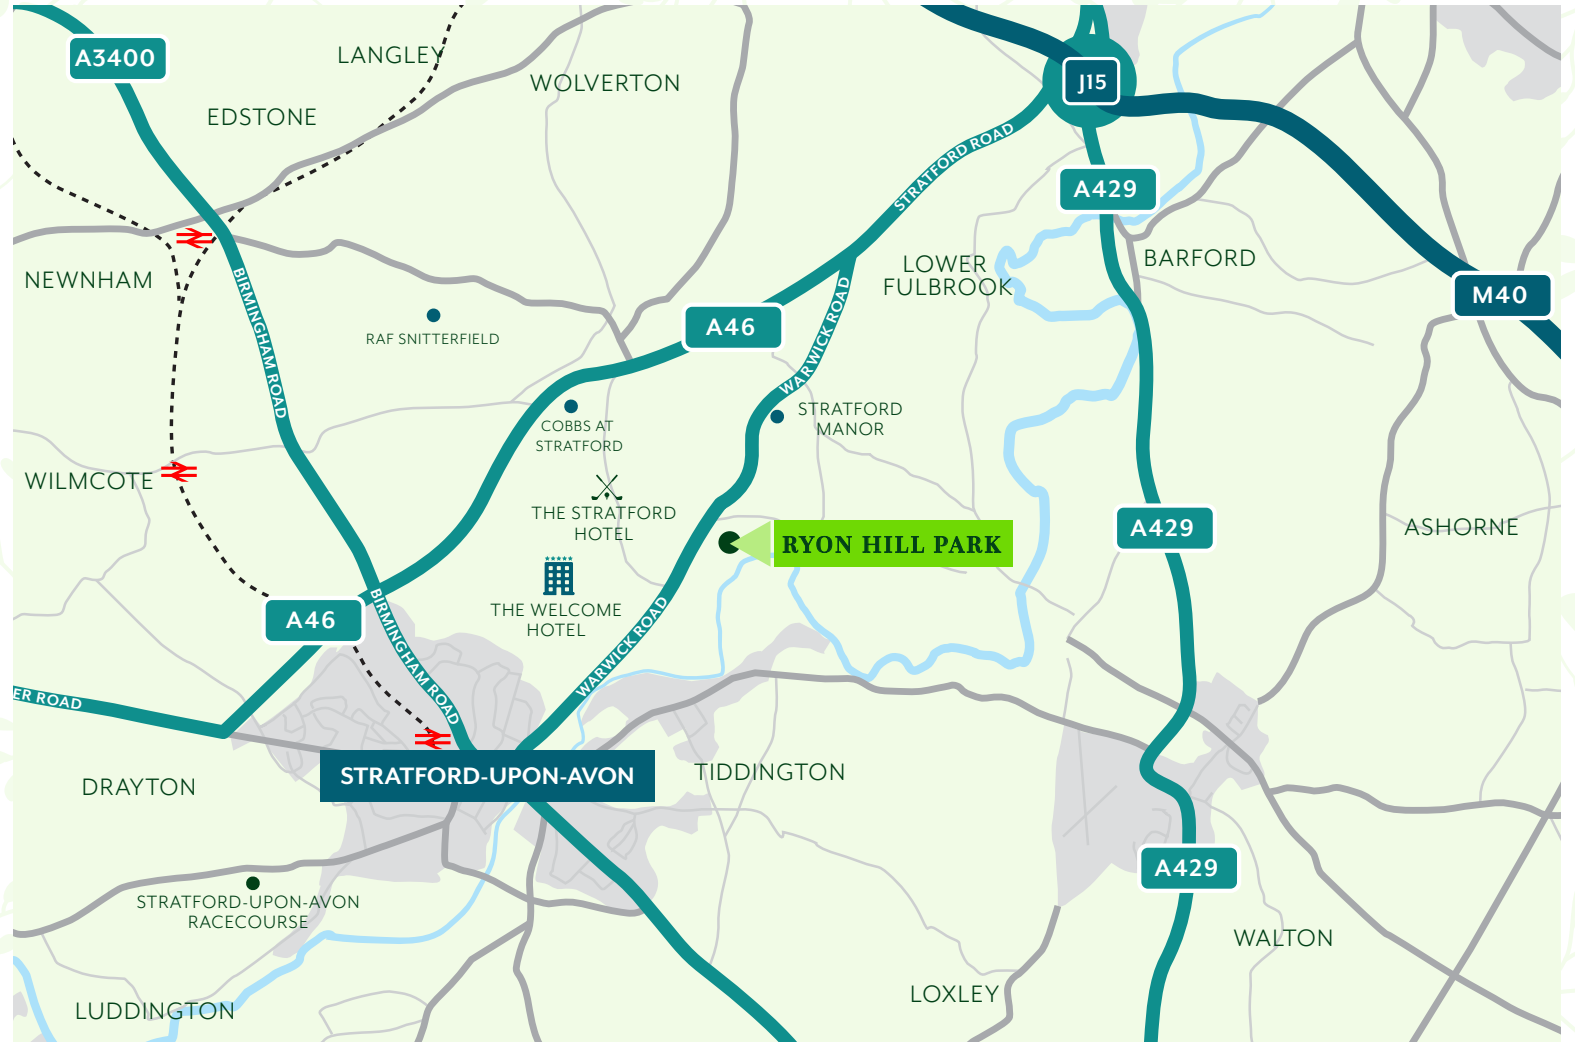 A3400
LANGLEY
WOLVERTON
EDSTONE
J15
STRATFORD ROAD
A429
NEWNHAM
BIRMINGHAM ROAD
RAF SNITTERFIELD
A46
WARWICK ROAD
LOWER
FULBROOK
BARFORD
M40
COBBS AT
STRATFORD
STRATFORD
MANOR
WILMCOTE
THE STRATFORD
HOTEL
RYON HILL PARK
A429
ASHORNE
A46
BIRMINGHAM ROAD
THE WELCOME
HOTEL
WARWICK ROAD
ER ROAD
STRATFORD-UPON-AVON
TIDDINGTON
DRAYTON
A429
STRATFORD-UPON-AVON
RACECOURSE
WALTON
LUDDINGTON
LOXLEY